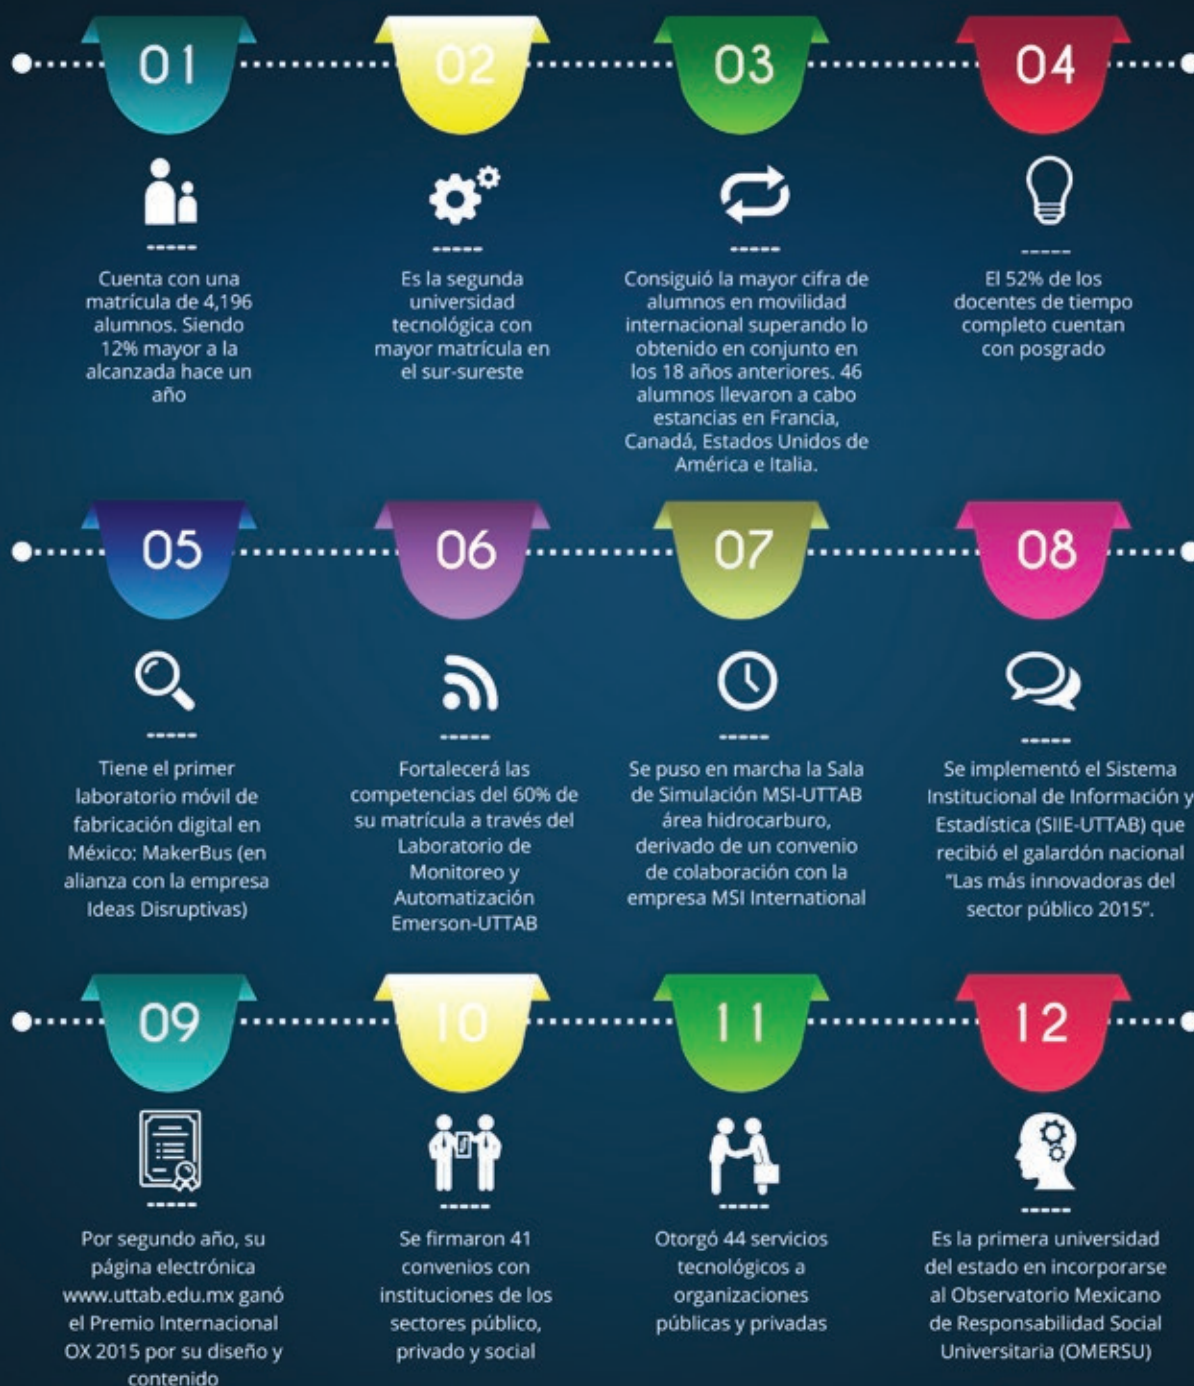 01
Cuenta con una
matrícula de 4,196
alumnos. Siendo
12% mayor a la
alcanzada hace un
año
02
Es la segunda
universidad
tecnológica con
mayor matrícula en
el sur-sureste
03
Consiguió la mayor cifra de
alumnos en movilidad
internacional superando lo
obtenido en conjunto en
los 18 años anteriores. 46
alumnos llevaron a cabo
estancias en Francia,
Canadá, Estados Unidos de
América e Italia.
04
El 52% de los
docentes de tiempo
completo cuentan
con posgrado
05
Tiene el primer
laboratorio móvil de
fabricación digital en
México: MakerBus (en
alianza con la empresa
Ideas Disruptivas)
06
Fortalecerá las
competencias del 60% de
su matrícula a través del
Laboratorio de
Monitoreo y
Automatización
Emerson-UTTAB
07
Se puso en marcha la Sala
de Simulación MSI-UTTAB
área hidrocarburo,
derivado de un convenio
de colaboración con la
empresa MSI International
08
Se implementó el Sistema
Institucional de Información y
Estadística (SIIE-UTTAB) que
recibió el galardón nacional
"Las más innovadoras del
sector público 2015".
09
Por segundo año, su
página electrónica
www.uttab.edu.mx ganó
el Premio Internacional
OX 2015 por su diseño y
contenido
10
Se firmaron 41
convenios con
instituciones de los
sectores público,
privado y social
11
Otorgó 44 servicios
tecnológicos a
organizaciones
públicas y privadas
12
Es la primera universidad
del estado en incorporarse
al Observatorio Mexicano
de Responsabilidad Social
Universitaria (OMERSU)